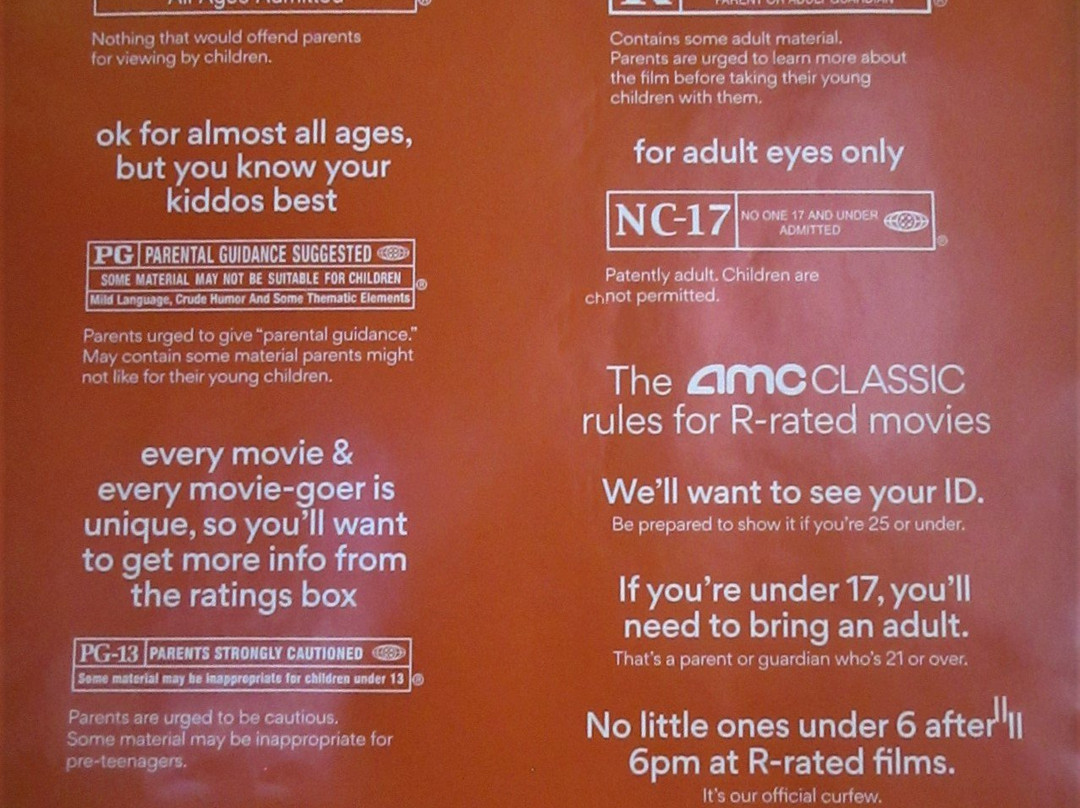 All Ages Admitted
®
Nothing that would offend parents
for viewing by children.
ok for almost all ages,
but you know your
kiddos best
PG PARENTAL GUIDANCE SUGGESTED
SOME MATERIAL MAY NOT BE SUITABLE FOR CHILDREN
Mild Language, Crude Humor And Some Thematic Elements
®
Parents urged to give “parental guidance.”
May contain some material parents might
not like for their young children.
every movie &
every movie-goer is
unique, so you’ll want
to get more info from
the ratings box
PG-13 PARENTS STRONGLY CAUTIONED
Some material may be inappropriate for children under 13
®
Parents are urged to be cautious.
Some material may be inappropriate for
pre-teenagers.
R PARENT OR ADULT GUARDIAN
®
Contains some adult material.
Parents are urged to learn more about
the film before taking their young
children with them.
for adult eyes only
NC-17 NO ONE 17 AND UNDER
ADMITTED
®
Patently adult. Children are
chnot permitted.
The amc CLASSIC
rules for R-rated movies
We’ll want to see your ID.
Be prepared to show it if you’re 25 or under.
If you’re under 17, you’ll
need to bring an adult.
That’s a parent or guardian who’s 21 or over.
No little ones under 6 after
6pm at R-rated films.
It’s our official curfew.